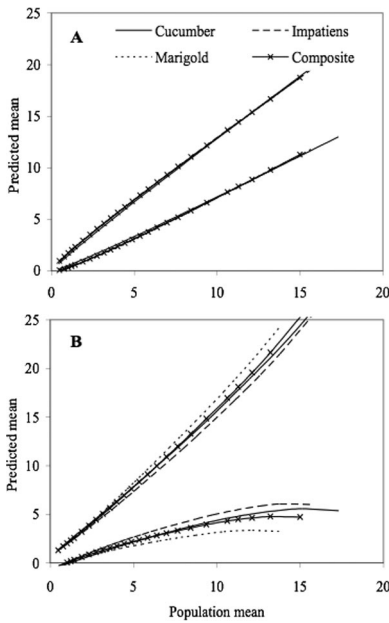 25
A
Cucumber
Impatiens
Marigold
Composite
20
15
10
5
0
Predicted mean
0 5 10 15 20
25
B
20
15
10
5
0
Predicted mean
0 5 10 15 20
Population mean